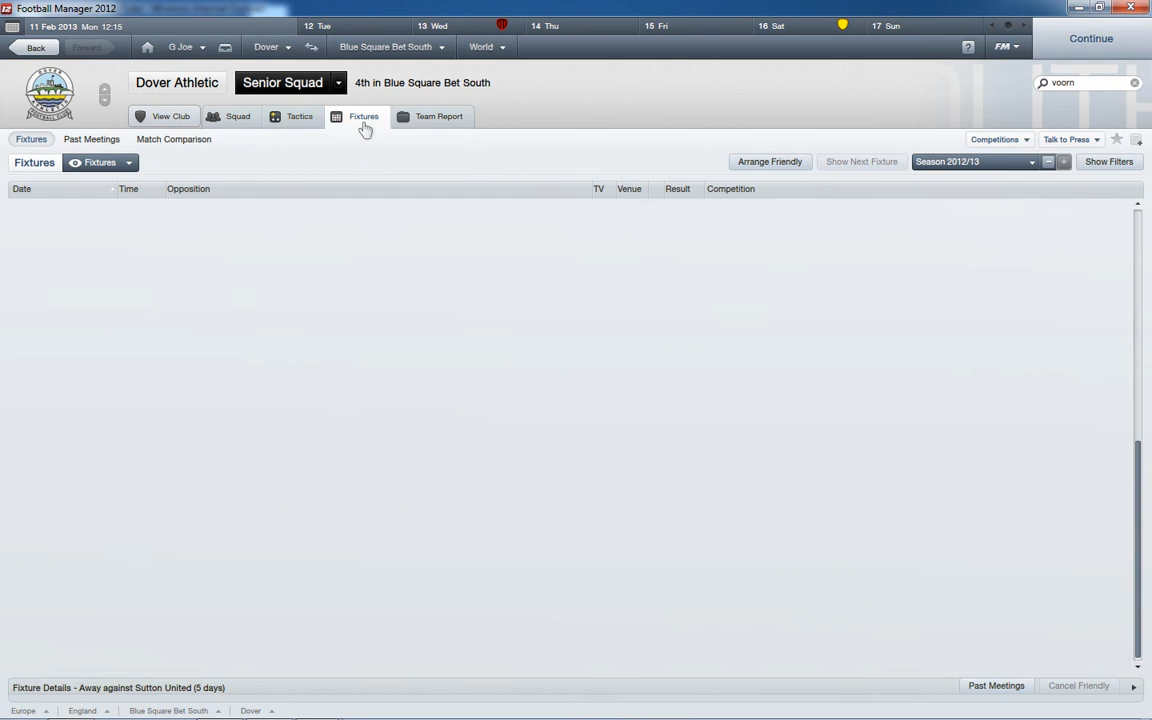 Football Manager 2012
11 Feb 2013 Mon 12:15 12 Tue 13 Wed 14 Thu 15 Fri 16 Sat 17 Sun
Continue
Back Forward G Joe Dover Blue Square Bet South World ? FM
DOVER ATHLETIC FOOTBALL CLUB
Dover Athletic Senior Squad 4th in Blue Square Bet South voorn
View Club Squad Tactics Fixtures Team Report
Fixtures Past Meetings Match Comparison Competitions Talk to Press
Fixtures Fixtures Arrange Friendly Show Next Fixture Season 2012/13 Show Filters
Date Time Opposition TV Venue Result Competition
Fixture Details - Away against Sutton United (5 days) Past Meetings Cancel Friendly
Europe England Blue Square Bet South Dover